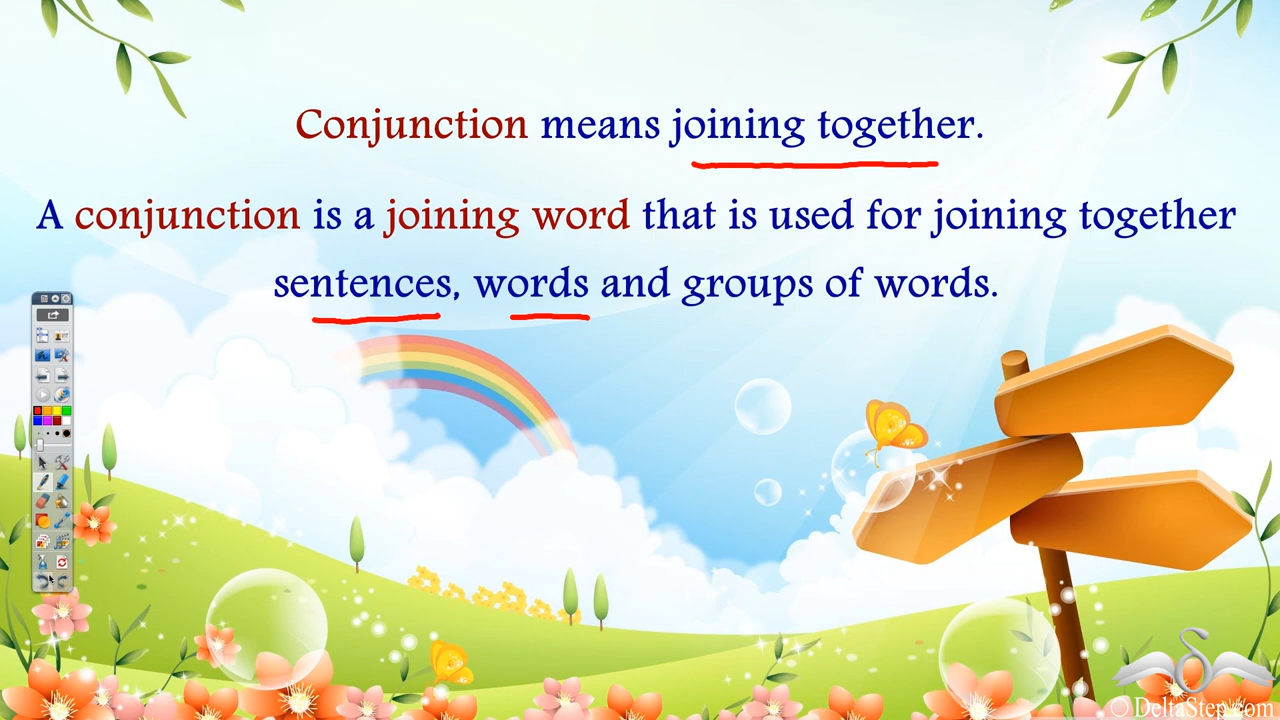 Conjunction means joining together.
A conjunction is a joining word that is used for joining together
sentences, words and groups of words.
© DeltaStep.com